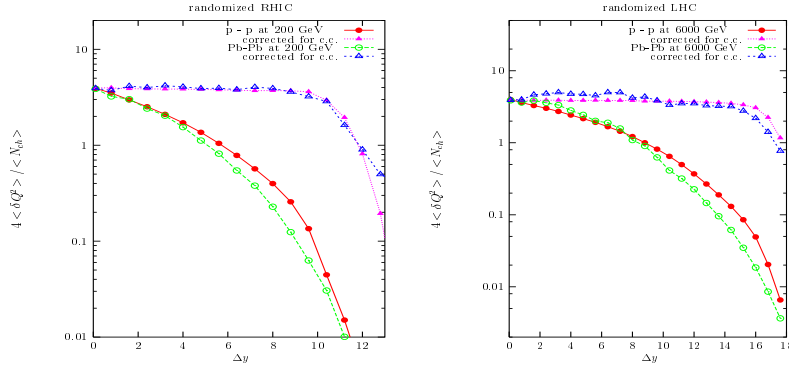 randomized RHIC
p - p at 200 GeV
corrected for c.c.
Pb-Pb at 200 GeV
corrected for c.c.
10
1
0.1
0.01
4 < δQ² > / < N_ch >
0 2 4 6 8 10 12
Δy
randomized LHC
p - p at 6000 GeV
corrected for c.c.
Pb-Pb at 6000 GeV
corrected for c.c.
10
1
0.1
0.01
4 < δQ² > / < N_ch >
0 2 4 6 8 10 12 14 16 18
Δy